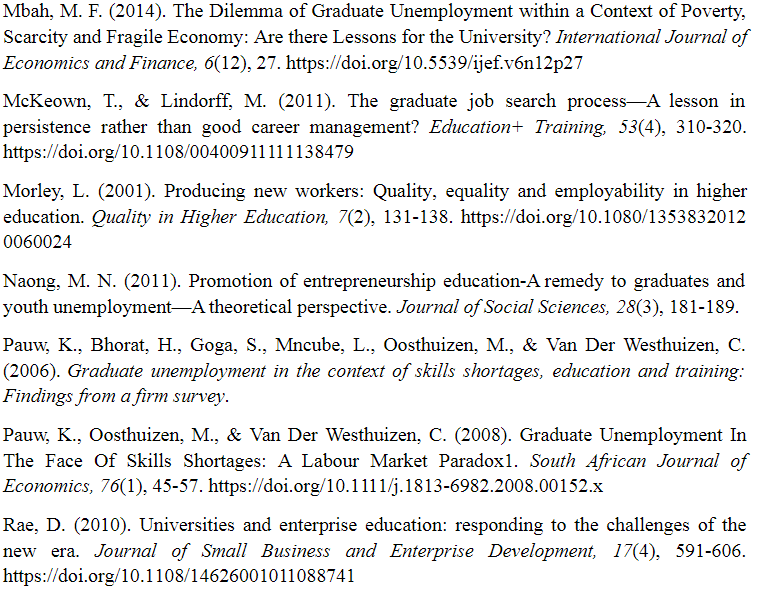 Mbah, M. F. (2014). The Dilemma of Graduate Unemployment within a Context of Poverty,
Scarcity and Fragile Economy: Are there Lessons for the University? International Journal of
Economics and Finance, 6(12), 27. https://doi.org/10.5539/ijef.v6n12p27
McKeown, T., & Lindorff, M. (2011). The graduate job search process—A lesson in
persistence rather than good career management? Education+ Training, 53(4), 310-320.
https://doi.org/10.1108/00400911111138479
Morley, L. (2001). Producing new workers: Quality, equality and employability in higher
education. Quality in Higher Education, 7(2), 131-138. https://doi.org/10.1080/1353832012
0060024
Naong, M. N. (2011). Promotion of entrepreneurship education-A remedy to graduates and
youth unemployment—A theoretical perspective. Journal of Social Sciences, 28(3), 181-189.
Pauw, K., Bhorat, H., Goga, S., Mncube, L., Oosthuizen, M., & Van Der Westhuizen, C.
(2006). Graduate unemployment in the context of skills shortages, education and training:
Findings from a firm survey.
Pauw, K., Oosthuizen, M., & Van Der Westhuizen, C. (2008). Graduate Unemployment In
The Face Of Skills Shortages: A Labour Market Paradox1. South African Journal of
Economics, 76(1), 45-57. https://doi.org/10.1111/j.1813-6982.2008.00152.x
Rae, D. (2010). Universities and enterprise education: responding to the challenges of the
new era. Journal of Small Business and Enterprise Development, 17(4), 591-606.
https://doi.org/10.1108/14626001011088741